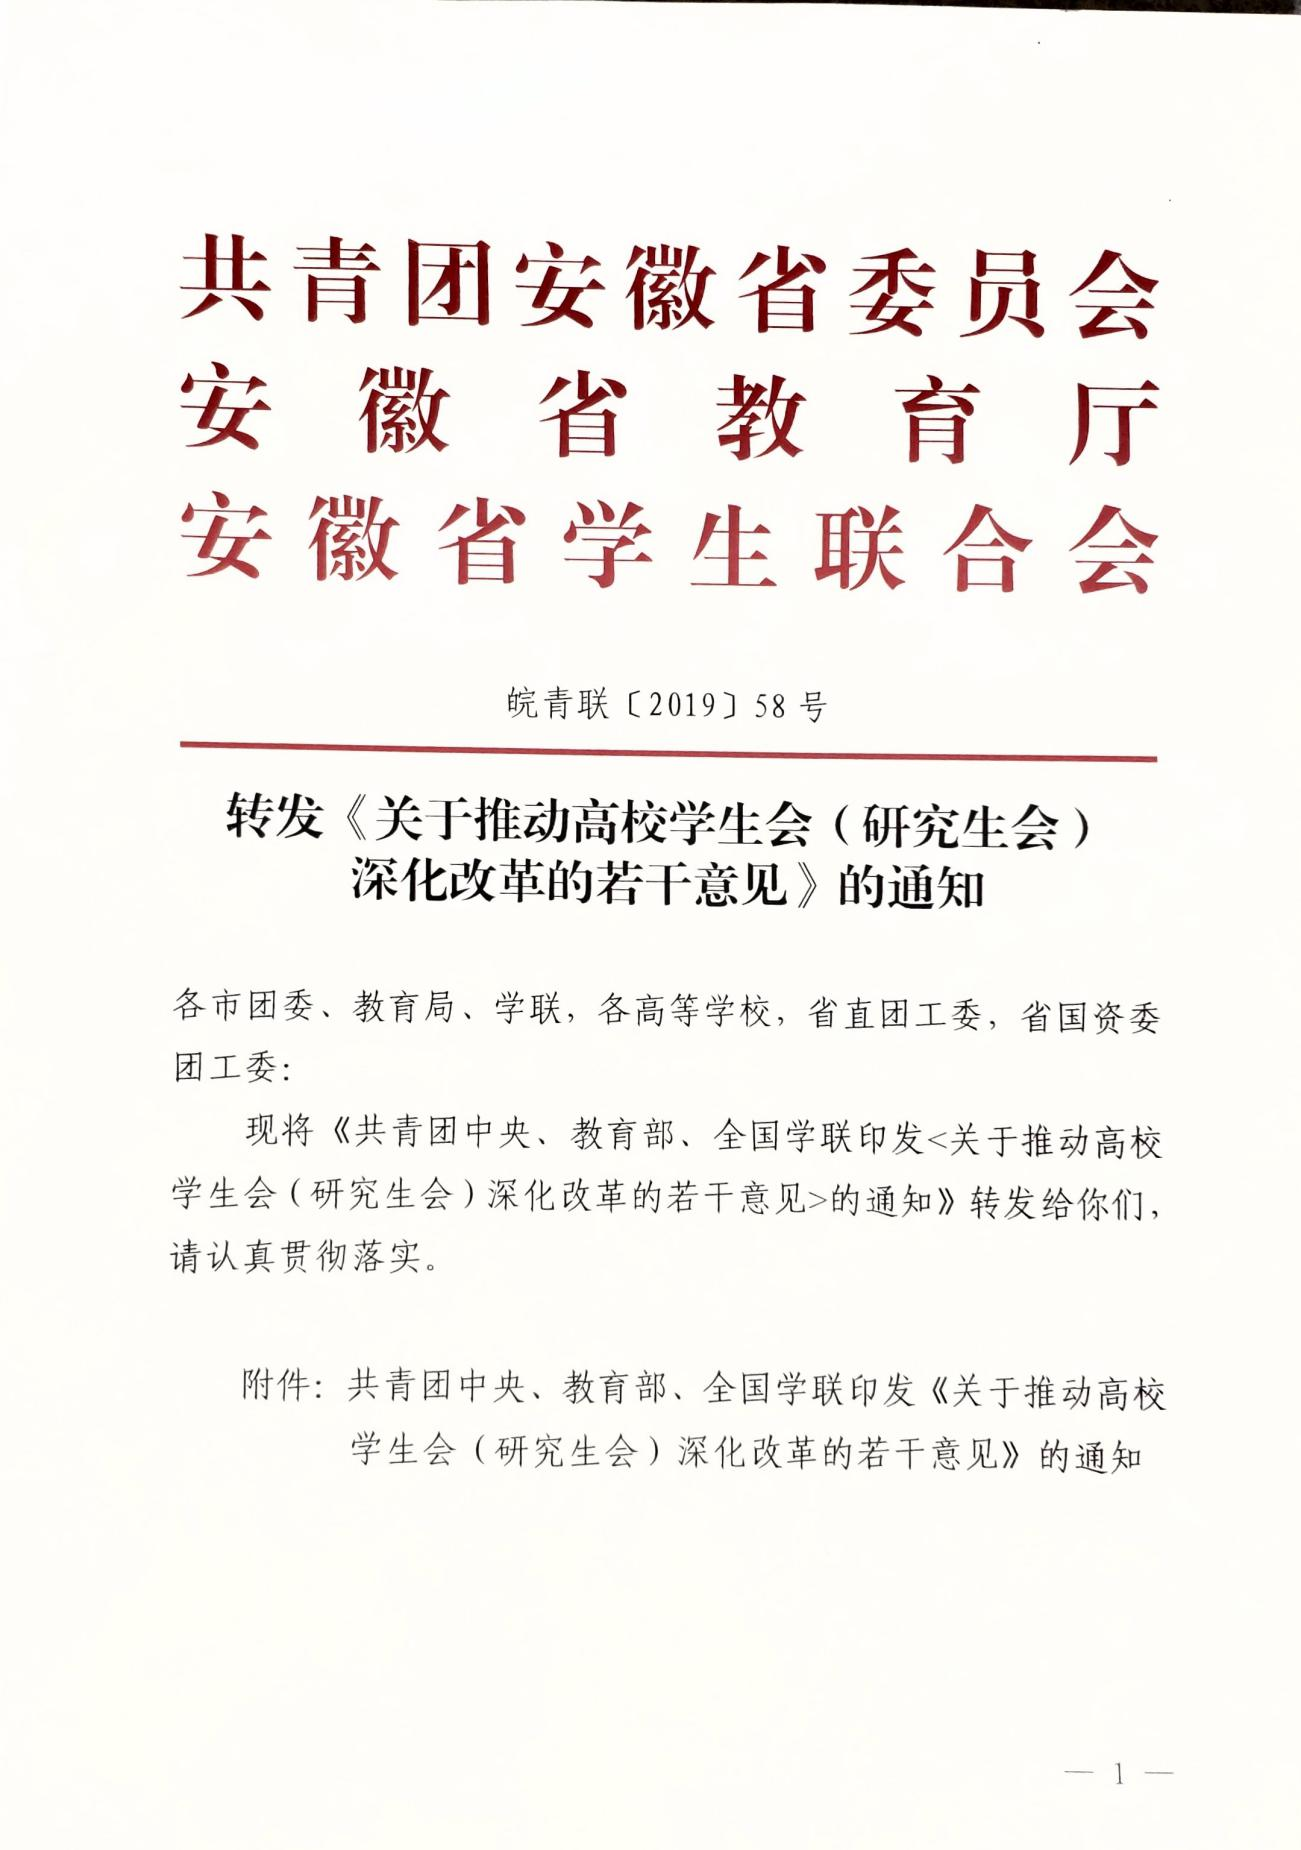 共青团安徽省委员会
安徽省教育厅
安徽省学生联合会
皖青联〔2019〕58号
转发《关于推动高校学生会（研究生会）
深化改革的若干意见》的通知
各市团委、教育局、学联，各高等学校，省直团工委，省国资委
团工委：
现将《共青团中央、教育部、全国学联印发<关于推动高校
学生会（研究生会）深化改革的若干意见>的通知》转发给你们，
请认真贯彻落实。
附件：共青团中央、教育部、全国学联印发《关于推动高校
学生会（研究生会）深化改革的若干意见》的通知
— 1 —